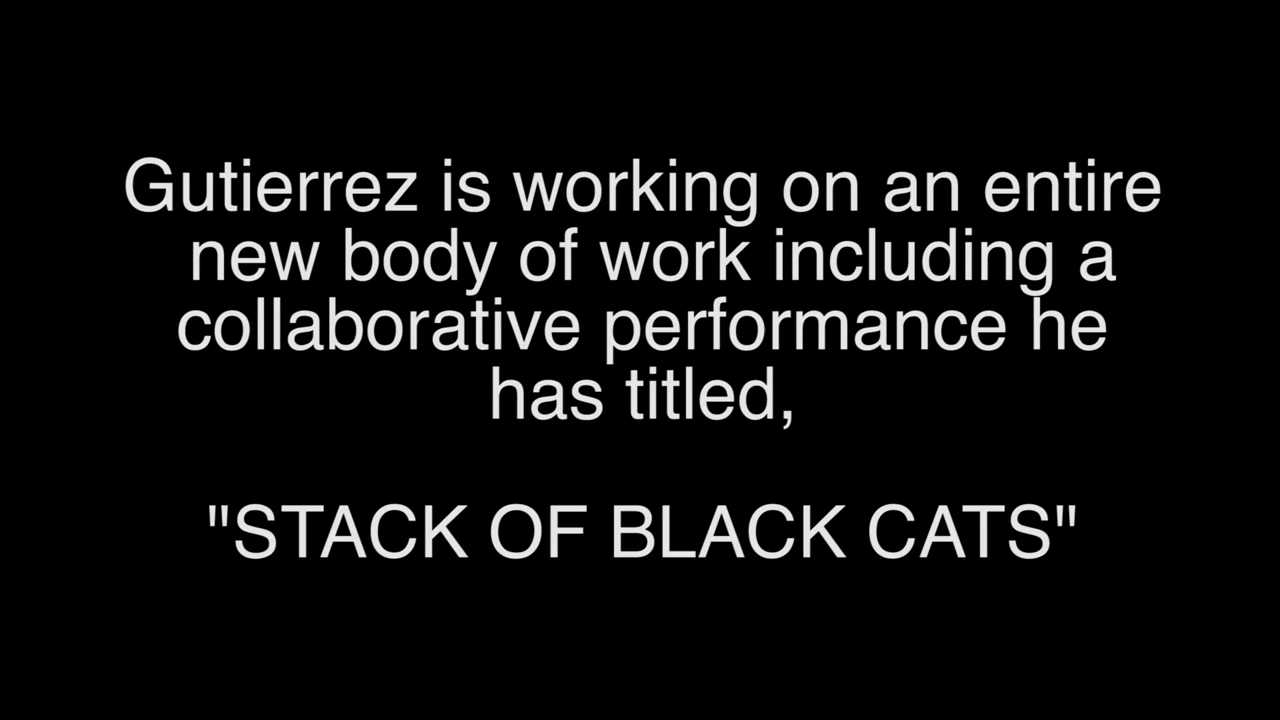 Gutierrez is working on an entire
new body of work including a
collaborative performance he
has titled,
"STACK OF BLACK CATS"